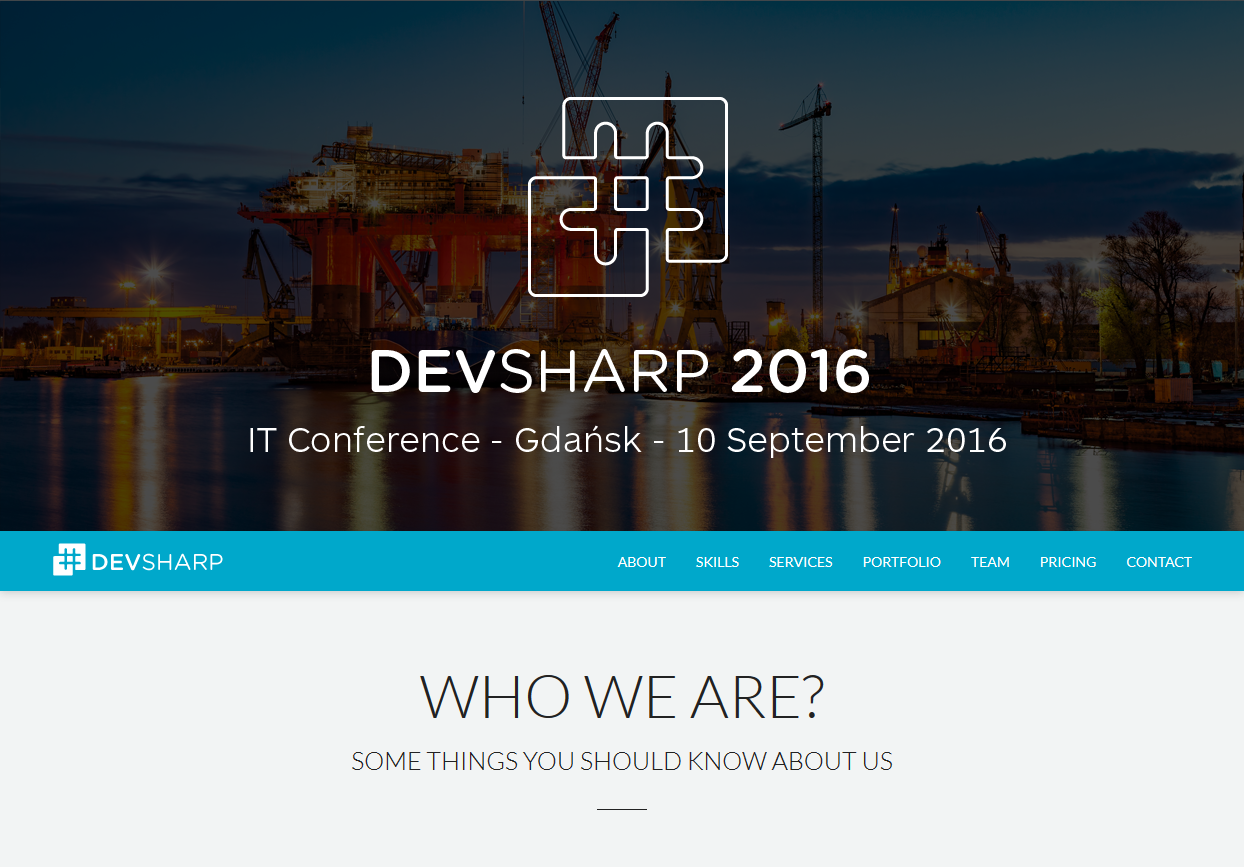 DEVSHARP 2016
IT Conference - Gdańsk - 10 September 2016
DEVSHARP
ABOUT SKILLS SERVICES PORTFOLIO TEAM PRICING CONTACT
WHO WE ARE?
SOME THINGS YOU SHOULD KNOW ABOUT US